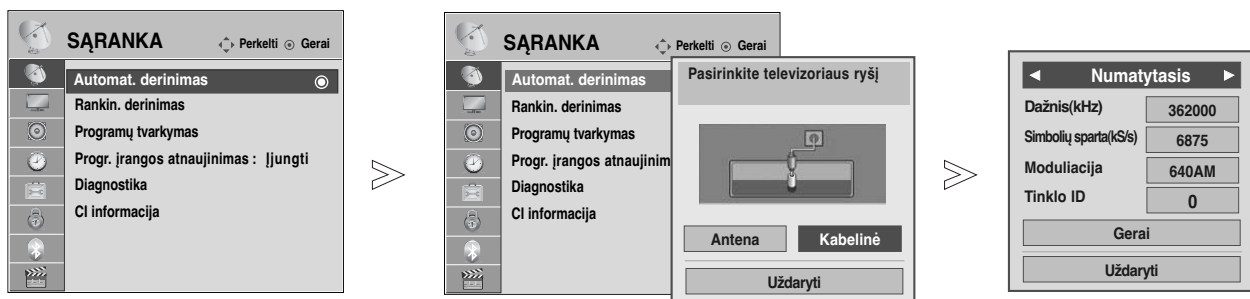 SĄRANKA
Perkelti Gerai
Automat. derinimas
Rankin. derinimas
Programų tvarkymas
Progr. įrangos atnaujinimas : Įjungti
Diagnostika
CI informacija
SĄRANKA
Perkelti Gerai
Automat. derinimas
Rankin. derinimas
Programų tvarkymas
Progr. įrangos atnaujinim
Diagnostika
CI informacija
Pasirinkite televizoriaus ryšį
Antena Kabelinė
Uždaryti
Numatytasis
Dažnis(kHz) 362000
Simbolių sparta(kS/s) 6875
Moduliacija 640AM
Tinklo ID 0
Gerai
Uždaryti